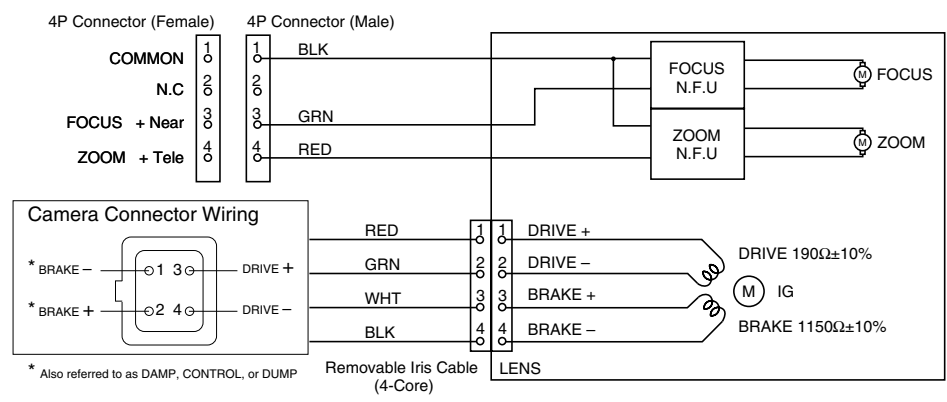 4P Connector (Female) 4P Connector (Male)
COMMON 1 1 BLK
N.C 2 2
FOCUS + Near 3 3 GRN
ZOOM + Tele 4 4 RED
FOCUS
N.F.U
M FOCUS
ZOOM
N.F.U
M ZOOM
Camera Connector Wiring
* BRAKE – 1 3 DRIVE +
* BRAKE + 2 4 DRIVE –
RED 1 1 DRIVE +
GRN 2 2 DRIVE –
WHT 3 3 BRAKE +
BLK 4 4 BRAKE –
DRIVE 190Ω±10%
M IG
BRAKE 1150Ω±10%
* Also referred to as DAMP, CONTROL, or DUMP
Removable Iris Cable
(4-Core)
LENS